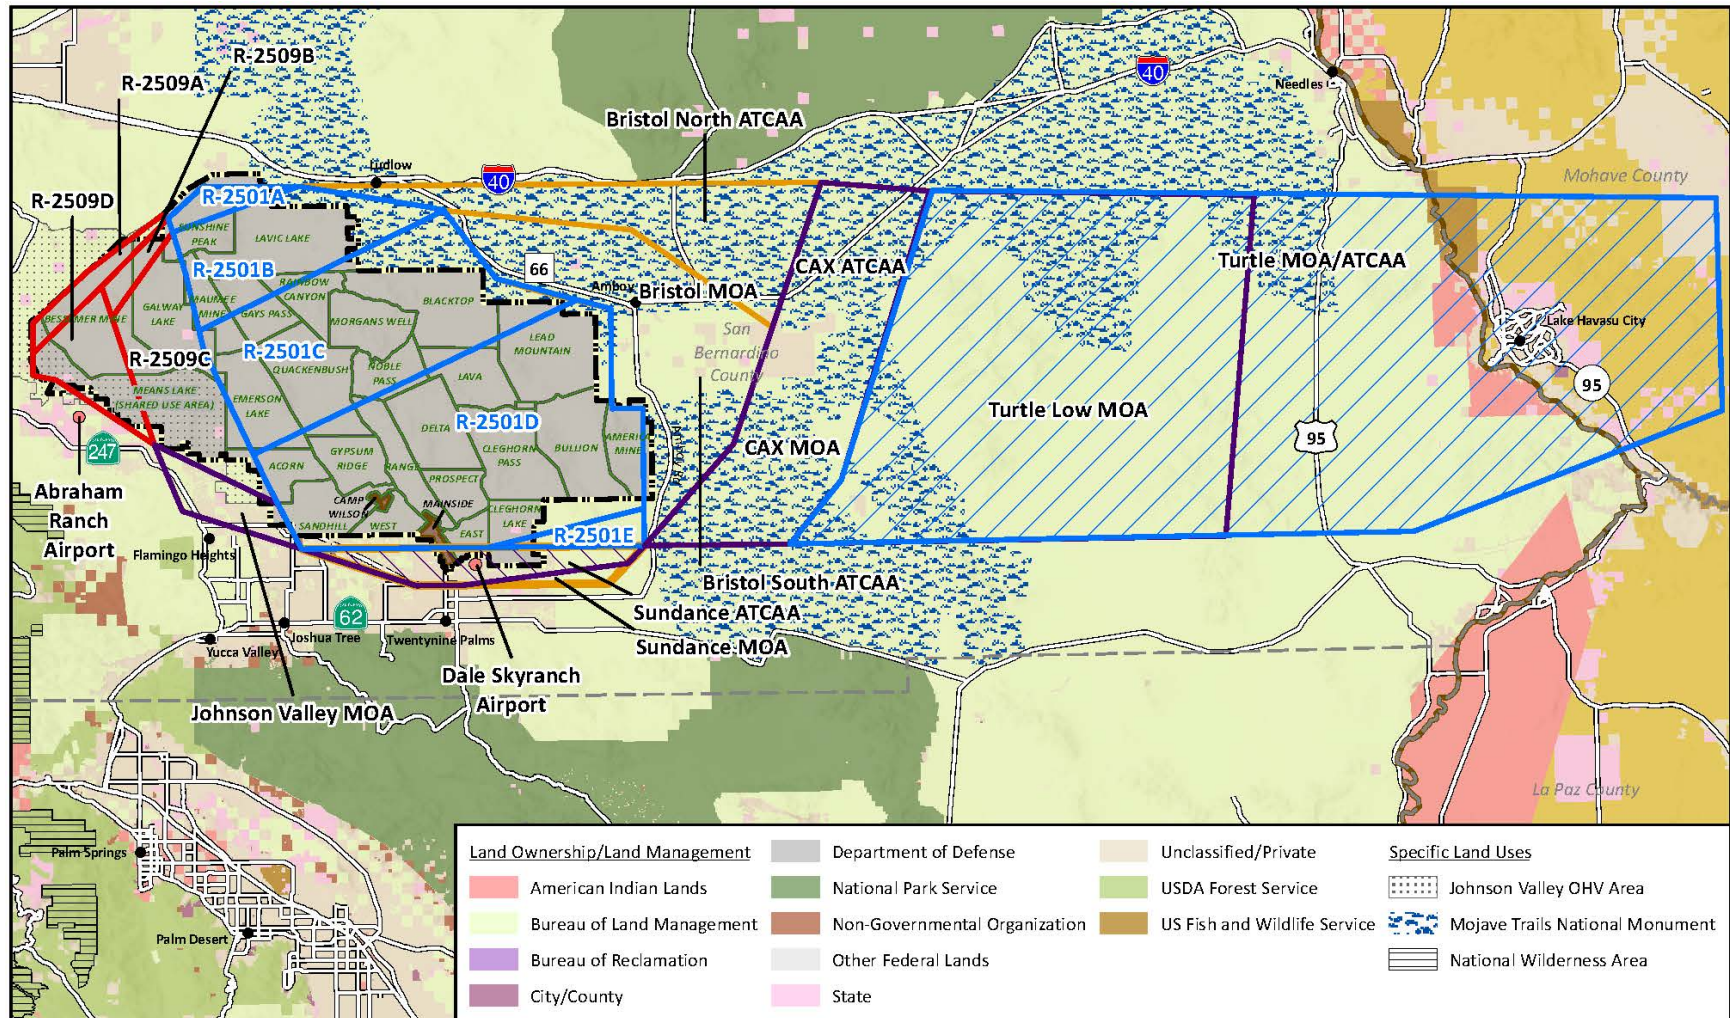 R-2509B
R-2509A
40
Needles
Bristol North ATCAA
Ludlow
40
Mohave County
R-2509D
R-2501A
SUNSHINE
PEAK
LAVIC LAKE
66
CAX ATCAA
Turtle MOA/ATCAA
R-2501B
RAINBOW
CANYON
Amboy
Bristol MOA
BLACKTOP
MAUMEE
MINE
GALWAY
LAKE
GAYS PASS
BESSEMER MINE
MORGANS WELL
San
Bernardino
County
Lake Havasu City
LEAD
MOUNTAIN
R-2501C
R-2509C
QUACKENBUSH
NOBLE
PASS
LAVA
95
MEANS LAKE
(SHARED USE AREA)
EMERSON
LAKE
Turtle Low MOA
R-2501D
DELTA
247
CLEGHORN
PASS
BULLION
AMERICA
MINE
CAX MOA
95
GYPSUM
RIDGE
ACORN
RANGE
PROSPECT
Abraham
Ranch
Airport
CAMP
WILSON
MAINSIDE
CLEGHORN
LAKE
SANDHILL
WEST
EAST
R-2501E
Flamingo Heights
Bristol South ATCAA
Sundance ATCAA
62
Joshua Tree
Twentynine Palms
Yucca Valley
Sundance MOA
Dale Skyranch
Airport
Johnson Valley MOA
La Paz County
Palm Springs
Palm Desert
Land Ownership/Land Management
American Indian Lands
Bureau of Land Management
Bureau of Reclamation
City/County
Department of Defense
National Park Service
Non-Governmental Organization
Other Federal Lands
State
Unclassified/Private
USDA Forest Service
US Fish and Wildlife Service
Specific Land Uses
Johnson Valley OHV Area
Mojave Trails National Monument
National Wilderness Area